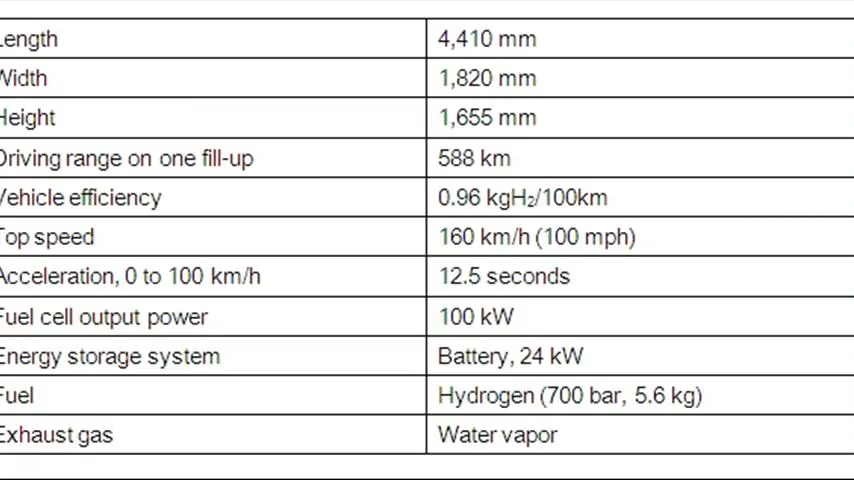 Length 4,410 mm
Width 1,820 mm
Height 1,655 mm
Driving range on one fill-up 588 km
Vehicle efficiency 0.96 kgH₂/100km
Top speed 160 km/h (100 mph)
Acceleration, 0 to 100 km/h 12.5 seconds
Fuel cell output power 100 kW
Energy storage system Battery, 24 kW
Fuel Hydrogen (700 bar, 5.6 kg)
Exhaust gas Water vapor